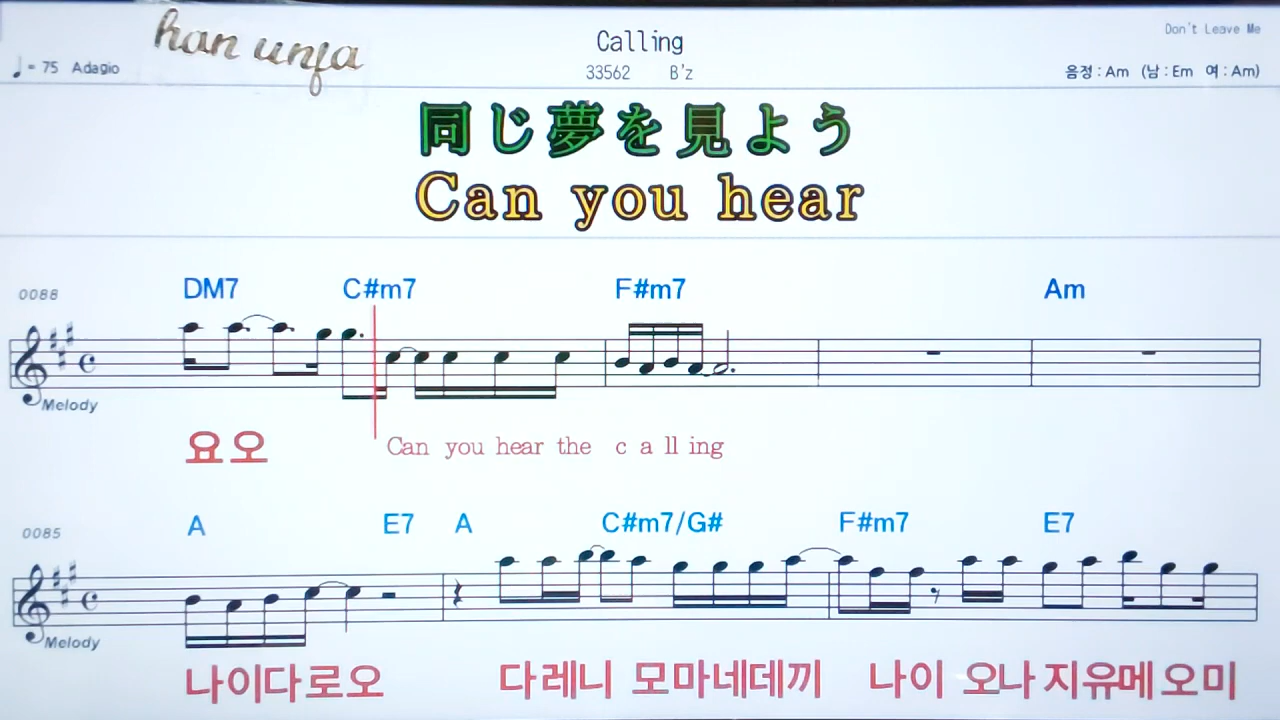 han unja
Calling
Don't Leave Me
♩= 75 Adagio
33562 B'z
음정 : Am (남 : Em 여 : Am)
同じ夢を見よう
Can you hear
0088 DM7 C#m7 F#m7 Am
Melody
요오 Can you hear the c a ll ing
0085 A E7 A C#m7/G# F#m7 E7
Melody
나이다로오 다레니 모마네데끼 나이 오나 지유메오미